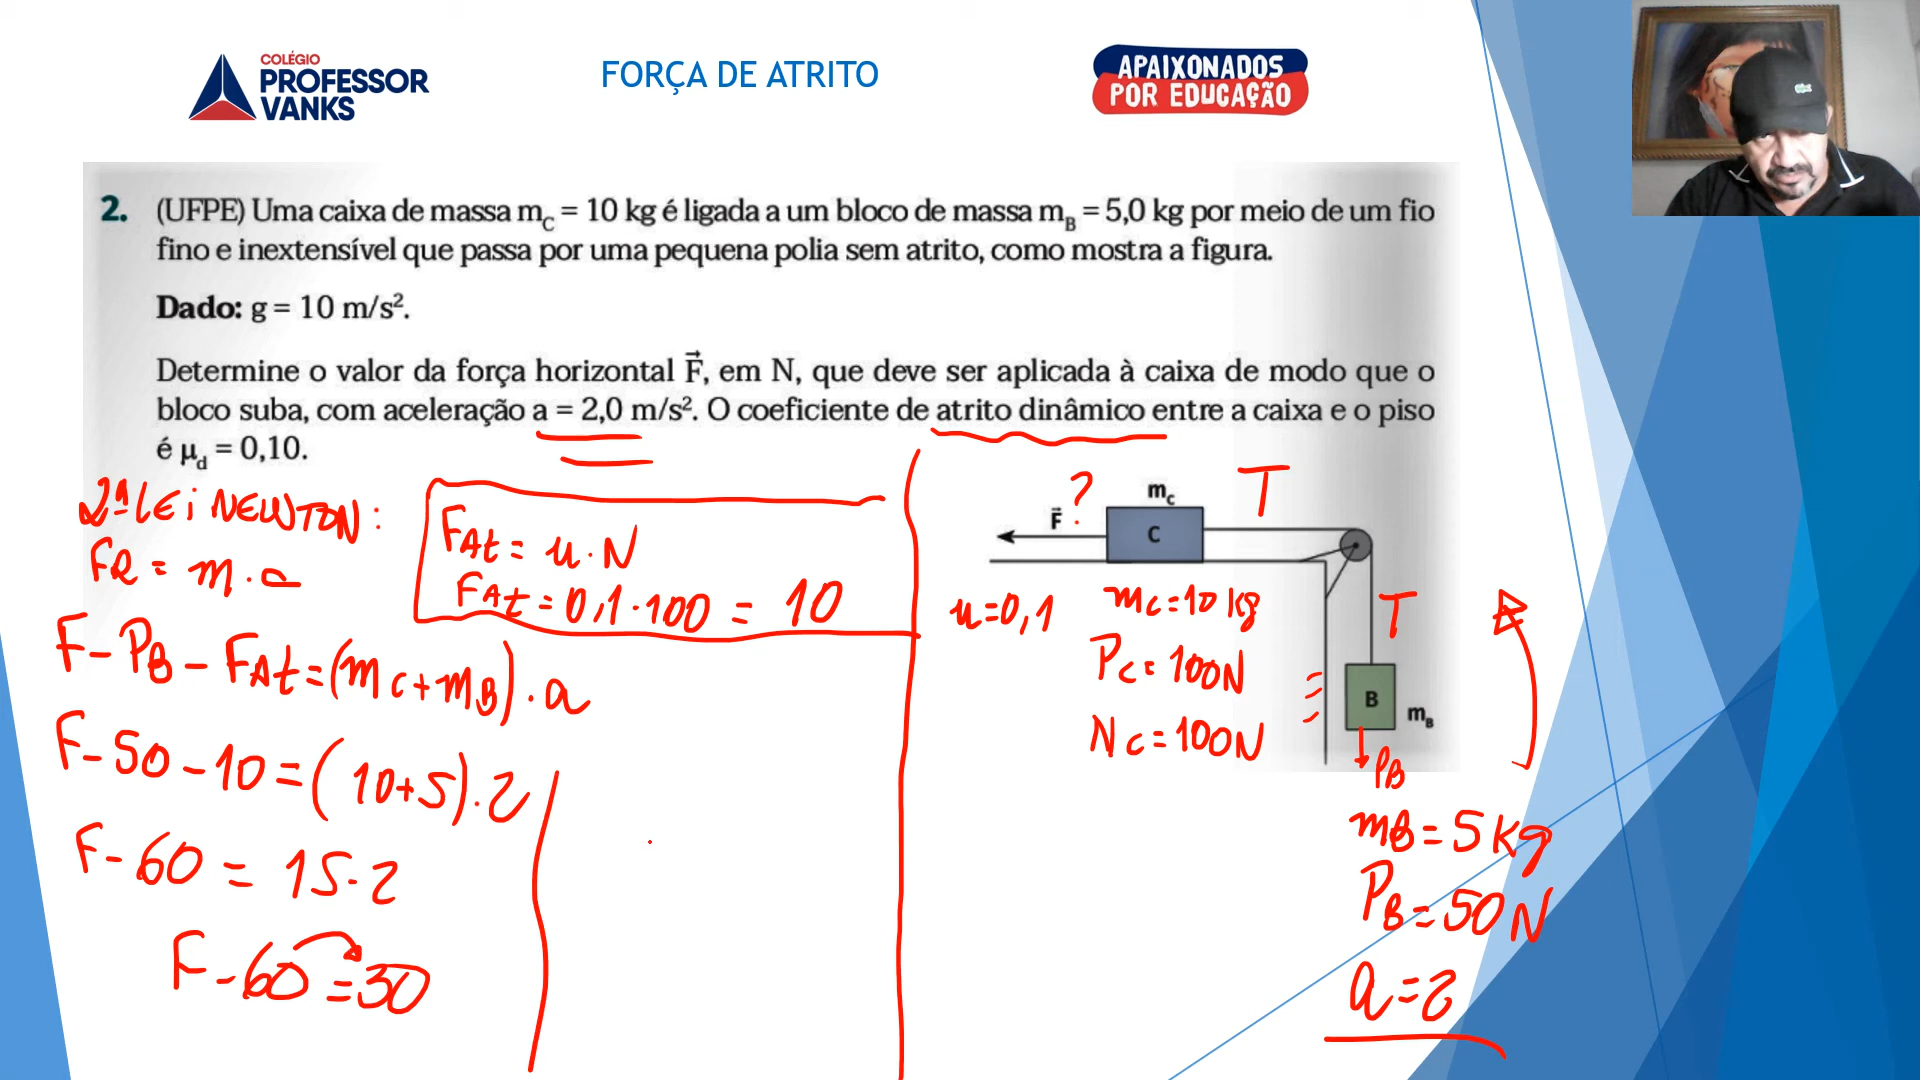 COLÉGIO
PROFESSOR
VANKS
FORÇA DE ATRITO
APAIXONADOS
POR EDUCAÇÃO
2. (UFPE) Uma caixa de massa mC = 10 kg é ligada a um bloco de massa mB = 5,0 kg por meio de um fio
fino e inextensível que passa por uma pequena polia sem atrito, como mostra a figura.
Dado: g = 10 m/s².
Determine o valor da força horizontal F⃗, em N, que deve ser aplicada à caixa de modo que o
bloco suba, com aceleração a = 2,0 m/s². O coeficiente de atrito dinâmico entre a caixa e o piso
é μd = 0,10.
2ª LEi NEWTON:
FR = m . a
F - PB - FAt = (mC + mB) . a
F - 50 - 10 = (10+5) . 2
F - 60 = 15 . 2
F - 60 = 30
FAt = u . N
FAt = 0,1 . 100 = 10
?
mC
T
F⃗
C
u=0,1
mC=10 kg
PC= 100N
NC=100N
T
B
mB
PB
mB=5 Kg
PB=50 N
a=2